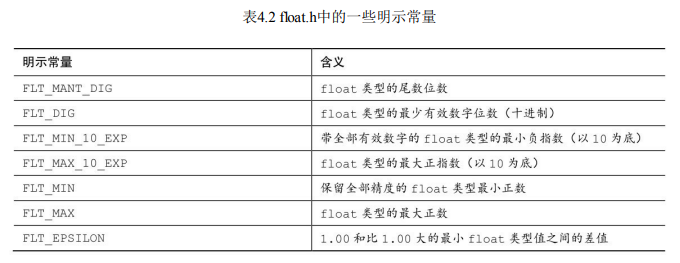 表4.2 float.h中的一些明示常量
明示常量 含义
FLT_MANT_DIG float 类型的尾数位数
FLT_DIG float 类型的最少有效数字位数（十进制）
FLT_MIN_10_EXP 带全部有效数字的 float 类型的最小负指数（以 10 为底）
FLT_MAX_10_EXP float 类型的最大正指数（以 10 为底）
FLT_MIN 保留全部精度的 float 类型最小正数
FLT_MAX float 类型的最大正数
FLT_EPSILON 1.00 和比 1.00 大的最小 float 类型值之间的差值